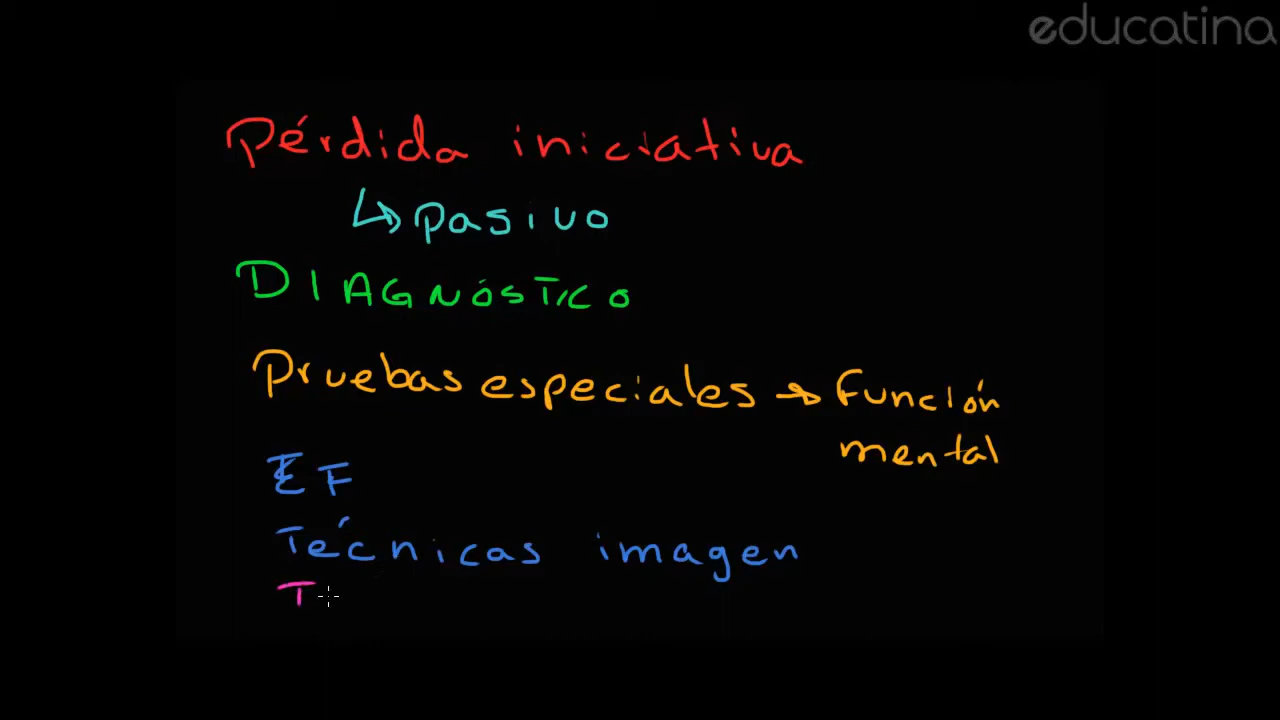 educatina
Pérdida iniciativa
↳ pasivo
DIAGNÓSTICO
Pruebas especiales → Función
mental
EF
Técnicas imagen
T